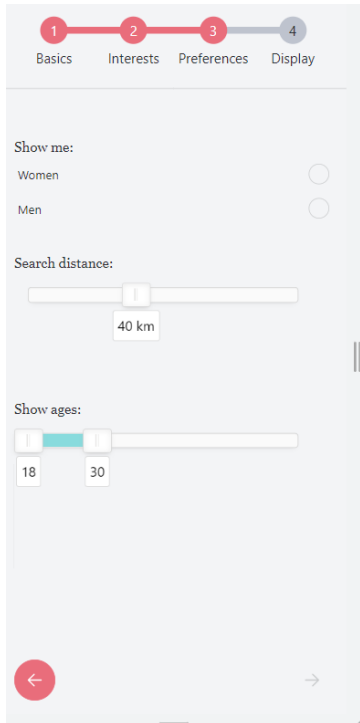 1 2 3 4
Basics Interests Preferences Display
Show me:
Women
Men
Search distance:
40 km
Show ages:
18 30